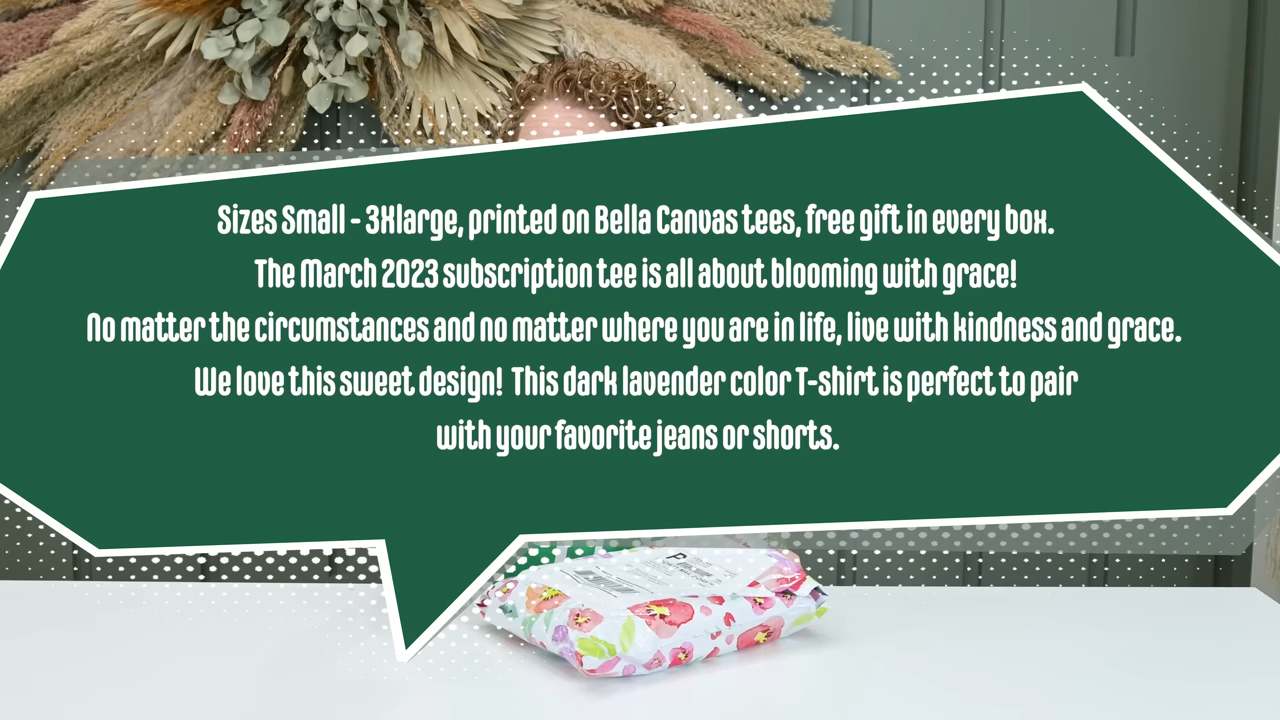 Sizes Small - 3Xlarge, printed on Bella Canvas tees, free gift in every box.
The March 2023 subscription tee is all about blooming with grace!
No matter the circumstances and no matter where you are in life, live with kindness and grace.
We love this sweet design! This dark lavender color T-shirt is perfect to pair
with your favorite jeans or shorts.
P